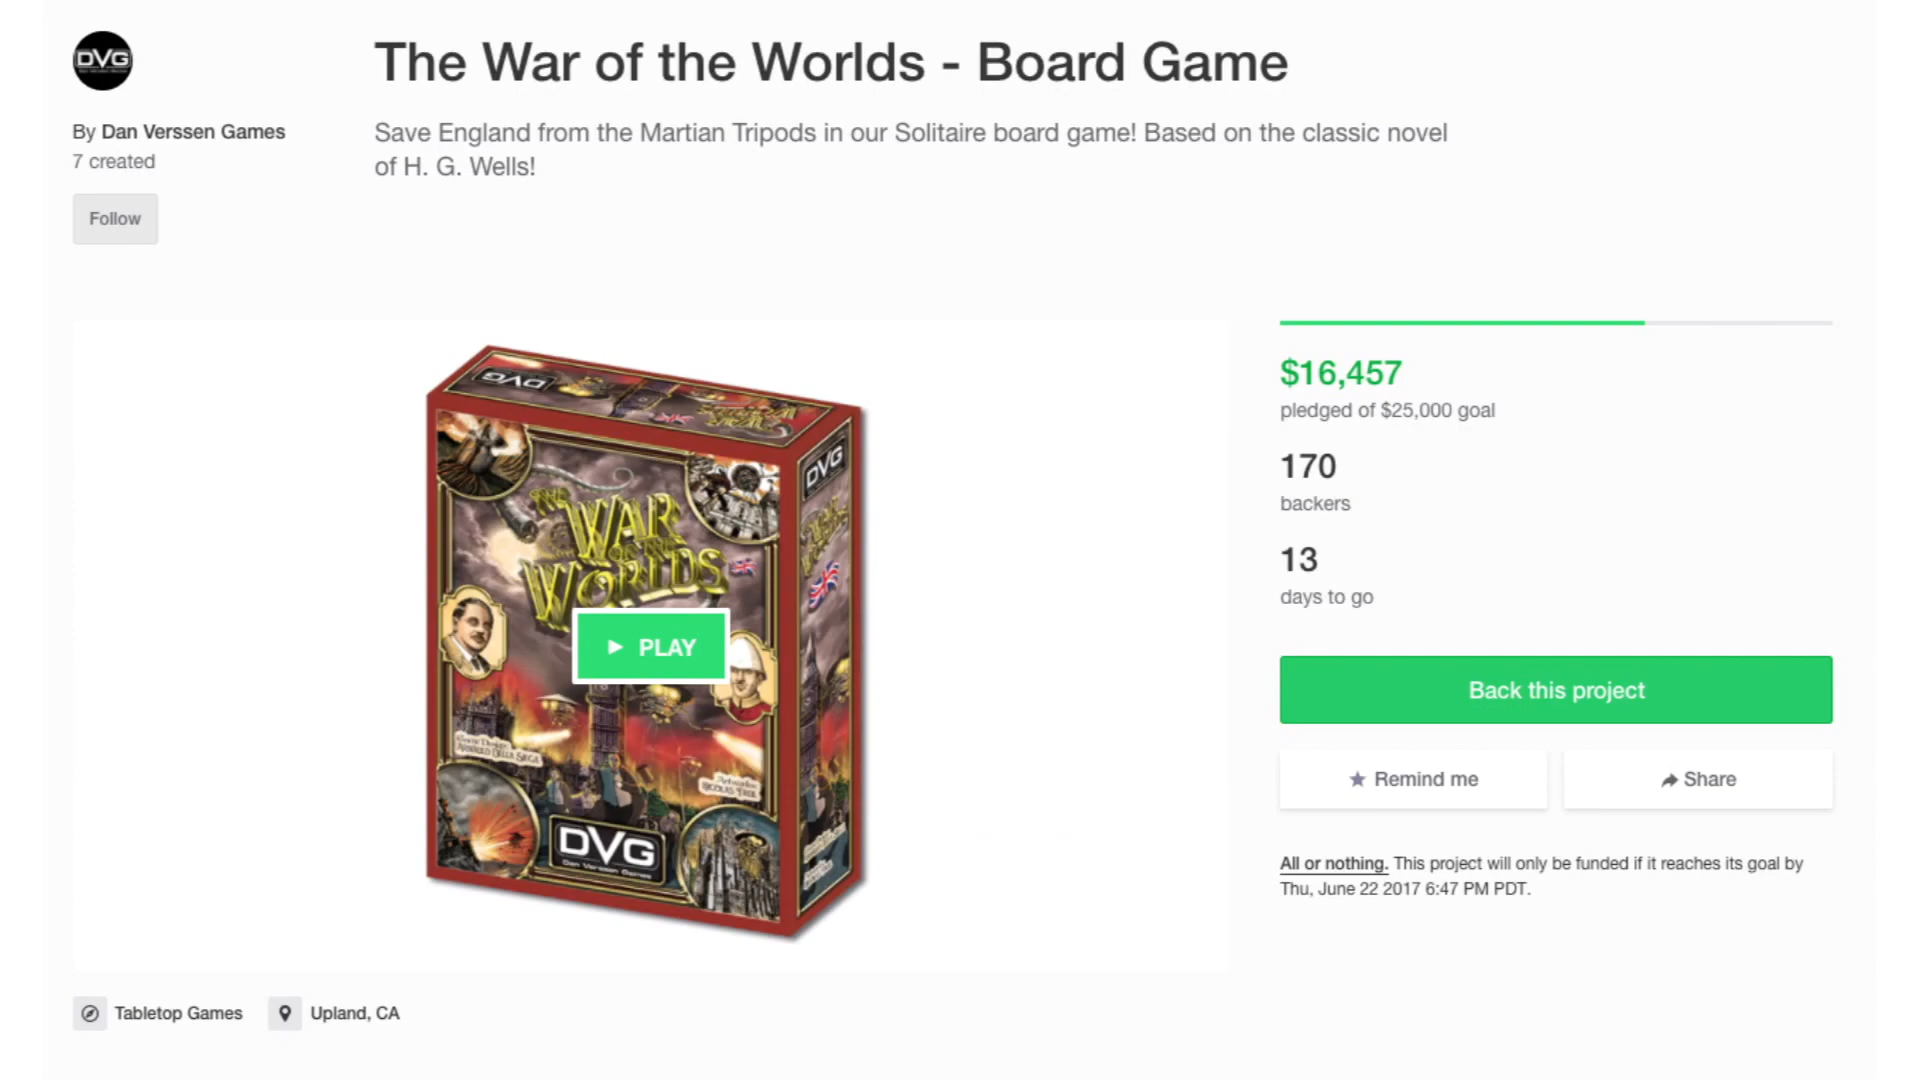 DVG
The War of the Worlds - Board Game
By Dan Verssen Games
7 created
Follow
Save England from the Martian Tripods in our Solitaire board game! Based on the classic novel
of H. G. Wells!
DVG
DVG
THE
WAR
OF THE
WORLDS
PLAY
Game Design
DVG
Dan Verssen Games
$16,457
pledged of $25,000 goal
170
backers
13
days to go
Back this project
Remind me
Share
All or nothing. This project will only be funded if it reaches its goal by
Thu, June 22 2017 6:47 PM PDT.
Tabletop Games
Upland, CA